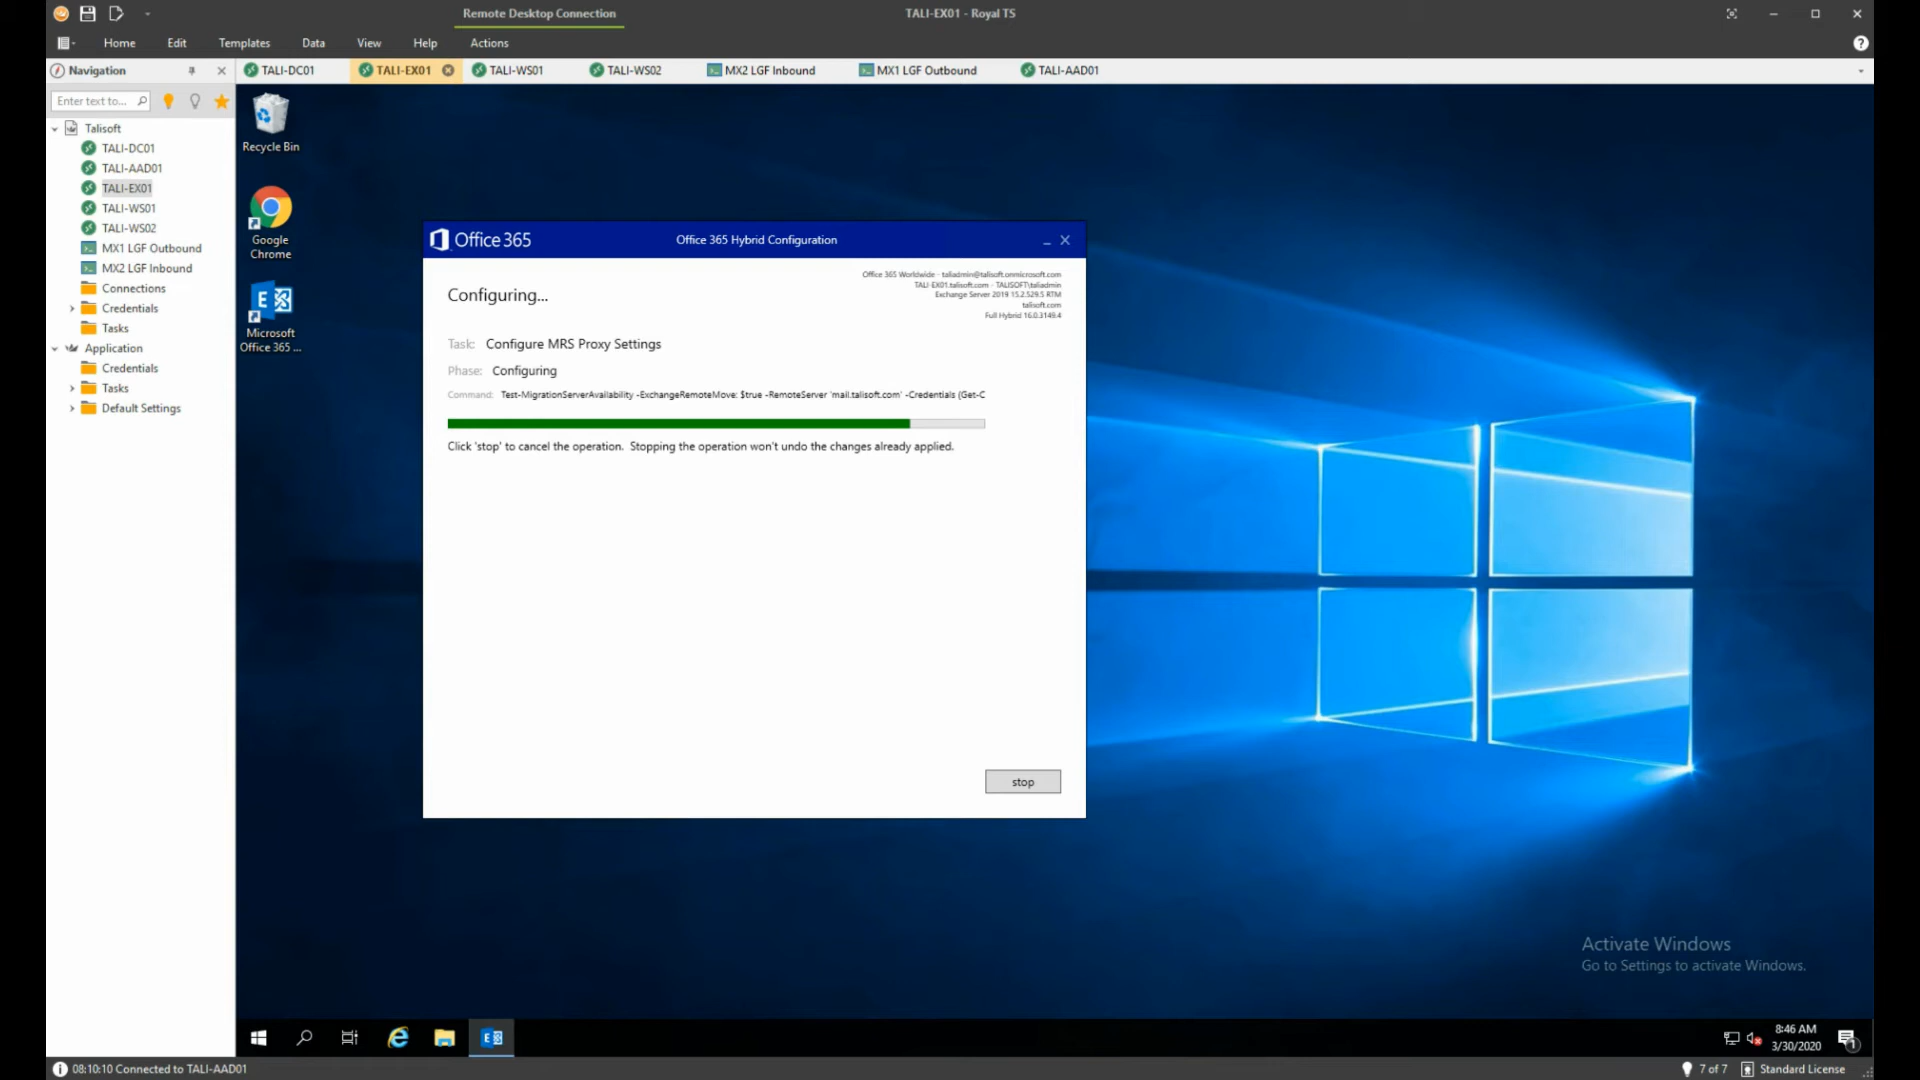 Remote Desktop Connection
TALI-EX01 - Royal TS
Home Edit Templates Data View Help Actions
Navigation
TALI-DC01 TALI-EX01 TALI-WS01 TALI-WS02 MX2 LGF Inbound MX1 LGF Outbound TALI-AAD01
Enter text to...
Talisoft
TALI-DC01
TALI-AAD01
TALI-EX01
TALI-WS01
TALI-WS02
MX1 LGF Outbound
MX2 LGF Inbound
Connections
Credentials
Tasks
Application
Credentials
Tasks
Default Settings
Recycle Bin
Google
Chrome
Microsoft
Office 365 ...
Office 365
Office 365 Hybrid Configuration
Office 365 Worldwide - taliadmin@talisoft.onmicrosoft.com
TALI-EX01.talisoft.com - TALISOFT\taliadmin
Exchange Server 2019 15.2.529.5 RTM
talisoft.com
Full Hybrid 16.0.3149.4
Configuring...
Task: Configure MRS Proxy Settings
Phase: Configuring
Command: Test-MigrationServerAvailability -ExchangeRemoteMove: $true -RemoteServer 'mail.talisoft.com' -Credentials (Get-C
Click 'stop' to cancel the operation. Stopping the operation won't undo the changes already applied.
stop
Activate Windows
Go to Settings to activate Windows.
8:46 AM
3/30/2020
1
08:10:10 Connected to TALI-AAD01
7 of 7
Standard License